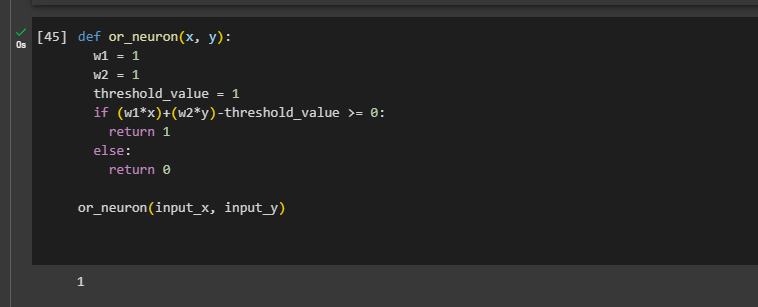 [45] def or_neuron(x, y):
0s
w1 = 1
w2 = 1
threshold_value = 1
if (w1*x)+(w2*y)-threshold_value >= 0:
return 1
else:
return 0
or_neuron(input_x, input_y)
1